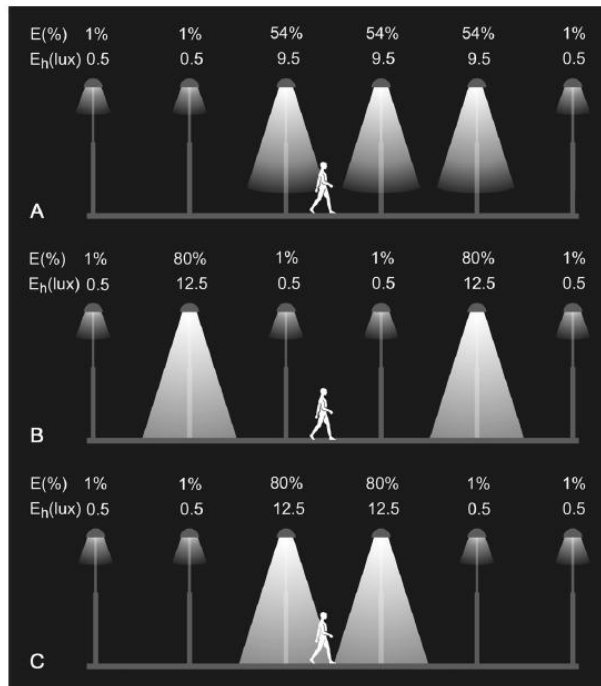 E(%) 1% 1% 54% 54% 54% 1%
Eh(lux) 0.5 0.5 9.5 9.5 9.5 0.5
A
E(%) 1% 80% 1% 1% 80% 1%
Eh(lux) 0.5 12.5 0.5 0.5 12.5 0.5
B
E(%) 1% 1% 80% 80% 1% 1%
Eh(lux) 0.5 0.5 12.5 12.5 0.5 0.5
C